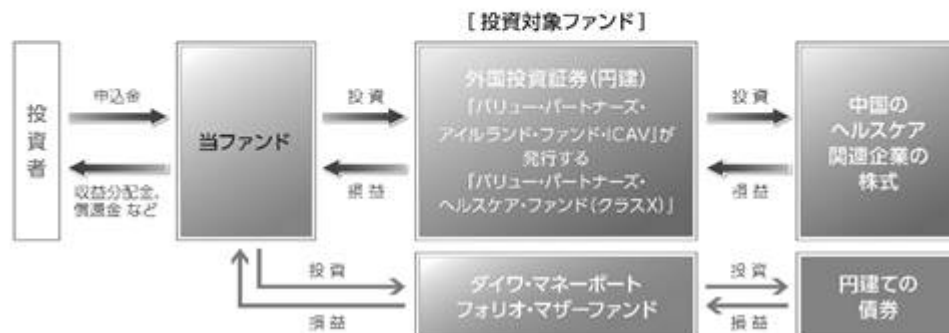 [投資対象ファンド]
投資者
申込金
収益分配金、
償還金 など
当ファンド
投資
損益
外国投資証券(円建)
「バリュー・パートナーズ・
アイルランド・ファンド・ICAV」が
発行する
「バリュー・パートナーズ・
ヘルスケア・ファンド(クラスX)」
投資
損益
中国の
ヘルスケア
関連企業の
株式
投資
損益
ダイワ・マネーポート
フォリオ・マザーファンド
投資
損益
円建ての
債券